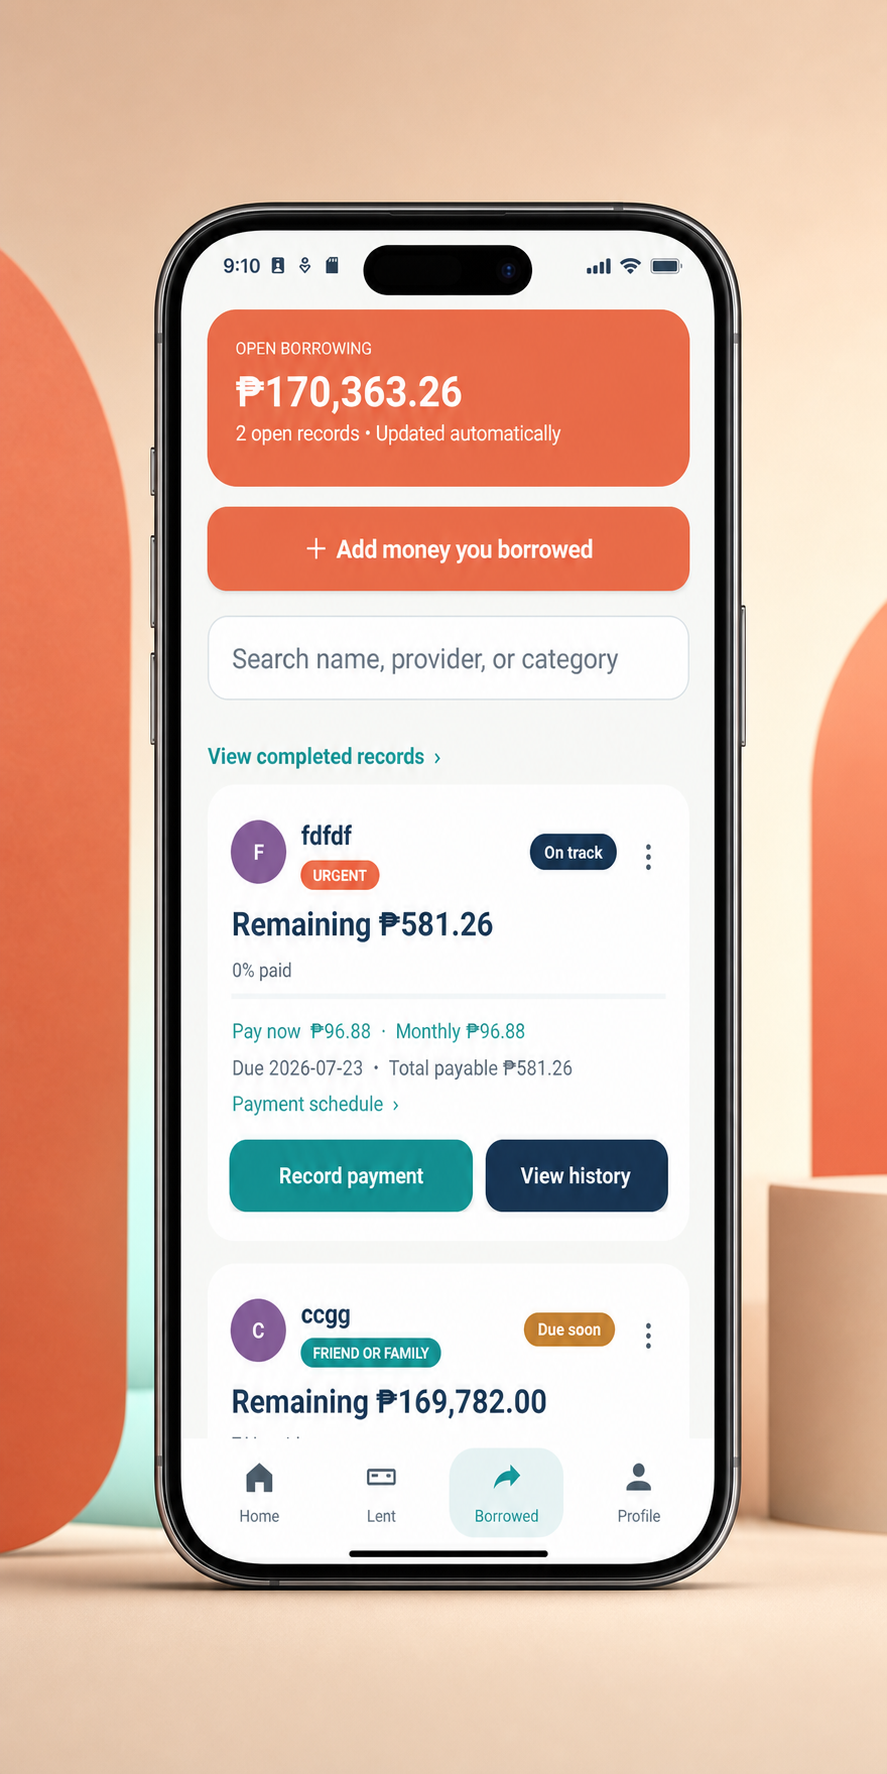 9:10
OPEN BORROWING
₱170,363.26
2 open records • Updated automatically
+ Add money you borrowed
Search name, provider, or category
View completed records ›
F
fdfdf
URGENT
On track
Remaining ₱581.26
0% paid
Pay now ₱96.88 · Monthly ₱96.88
Due 2026-07-23 • Total payable ₱581.26
Payment schedule ›
Record payment
View history
C
ccgg
FRIEND OR FAMILY
Due soon
Remaining ₱169,782.00
Home
Lent
Borrowed
Profile